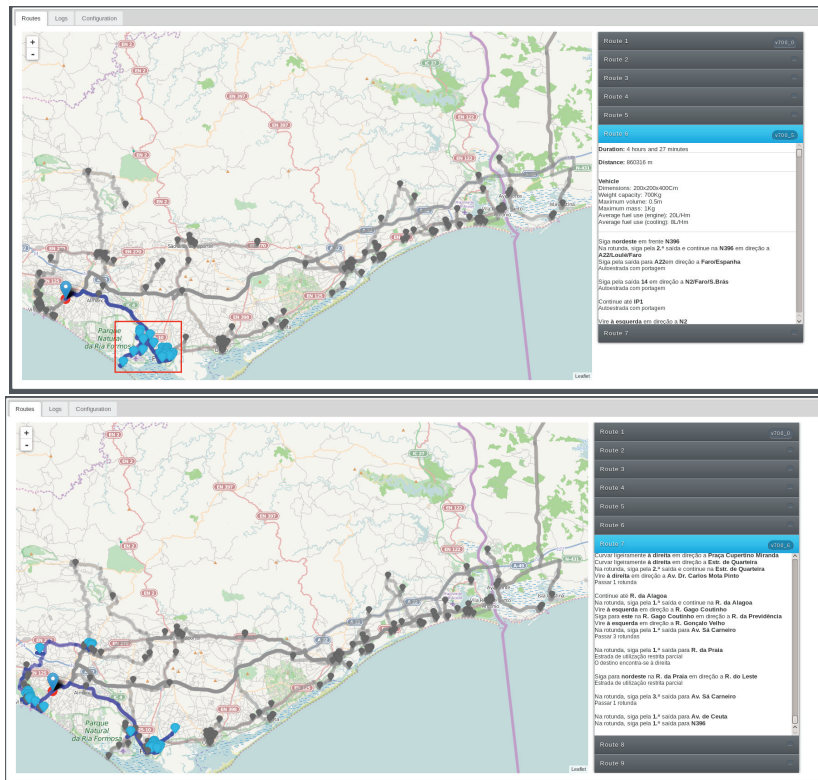 Routes
Logs
Configuration
+
-
Parque
Natural
da Ria Formosa
Leaflet
Route 1
v708_0
Route 2
Route 3
Route 4
Route 5
Route 6
v708_5
Duration: 4 hours and 27 minutes
Distance: 860316 m
Vehicle
Dimensions: 200x200x400Cm
Weight capacity: 700Kg
Maximum volume: 0.5m
Maximum mass: 1Kg
Average fuel use (engine): 20L/Hm
Average fuel use (cooling): 8L/Hm
Siga nordeste em frente N396
Na rotunda, siga pela 2.ª saída e continue na N396 em direção a
A22/Loulé/Faro
Siga pela saída para A22em direção a Faro/Espanha
Autoestrada com portagem
Siga pela saída 14 em direção a N2/Faro/S.Brás
Autoestrada com portagem
Continue até IP1
Vire à esquerda em direção a N2
Route 7
Routes
Logs
Configuration
+
-
Parque
Natural
da Ria Formosa
Leaflet
Route 1
v708_0
Route 2
Route 3
Route 4
Route 5
Route 6
Route 7
v708_6
Curvar ligeiramente à direita em direção a Praça Cupertino Miranda
Curvar ligeiramente à direita em direção a Estr. de Quarteira
Na rotunda, siga pela 2.ª saída e continue na Estr. de Quarteira
Vire à direita em direção a Av. Dr. Carlos Mota Pinto
Passar 1 rotunda
Continue até R. da Alagoa
Na rotunda, siga pela 1.ª saída e continue na R. da Alagoa
Vire à esquerda em direção a R. Gago Coutinho
Siga para este na R. Gago Coutinho em direção a R. da Previdência
Vire à esquerda em direção a R. Gonçalo Velho
Na rotunda, siga pela 1.ª saída para Av. Sá Carneiro
Passar 3 rotundas
Na rotunda, siga pela 1.ª saída para R. da Praia
Estrada de utilização restrita parcial
O destino encontra-se à direita
Siga para nordeste na R. da Praia em direção a R. do Leste
Estrada de utilização restrita parcial
Na rotunda, siga pela 3.ª saída para Av. Sá Carneiro
Passar 1 rotunda
Na rotunda, siga pela 1.ª saída para Av. de Ceuta
Na rotunda, siga pela 1.ª saída para N396
Route 8
Route 9